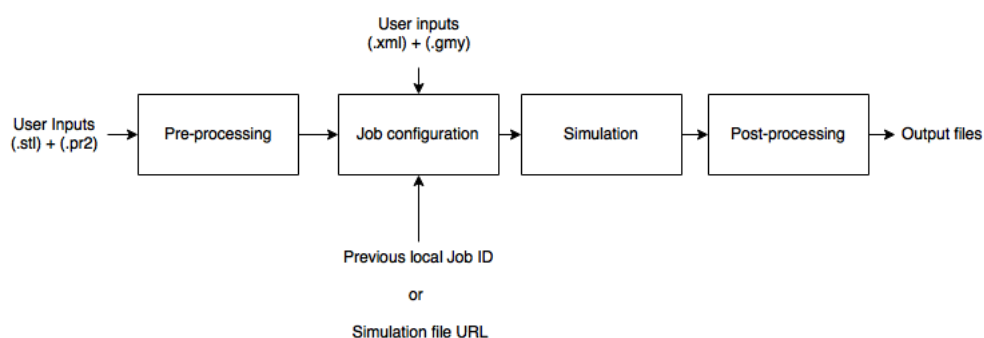 User inputs
(.xml) + (.gmy)
User Inputs
(.stl) + (.pr2)
Pre-processing
Job configuration
Simulation
Post-processing
Output files
Previous local Job ID
or
Simulation file URL